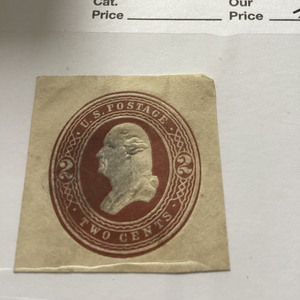 Cat.
Price
Our
Price
U.S. POSTAGE
2 2
TWO CENTS